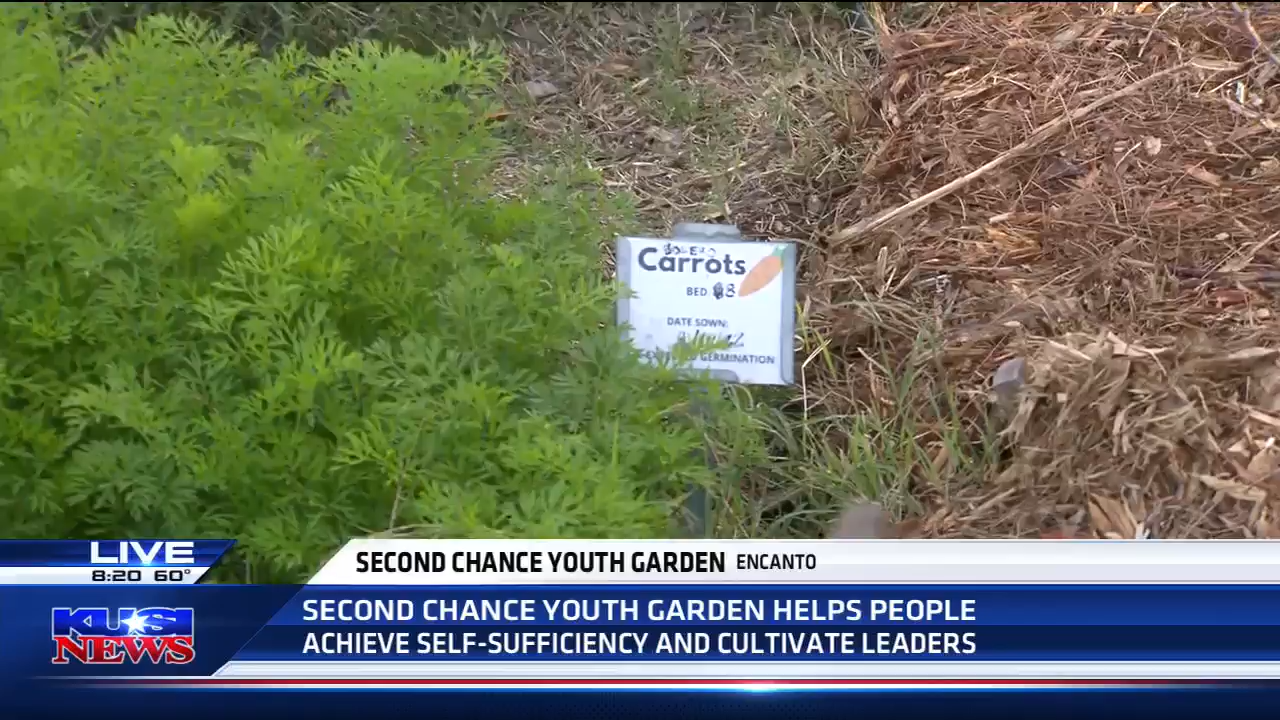 BOLERO
Carrots
BED
DATE SOWN:
GERMINATION
LIVE
8:20 60°
KUSI
NEWS
SECOND CHANCE YOUTH GARDEN ENCANTO
SECOND CHANCE YOUTH GARDEN HELPS PEOPLE
ACHIEVE SELF-SUFFICIENCY AND CULTIVATE LEADERS